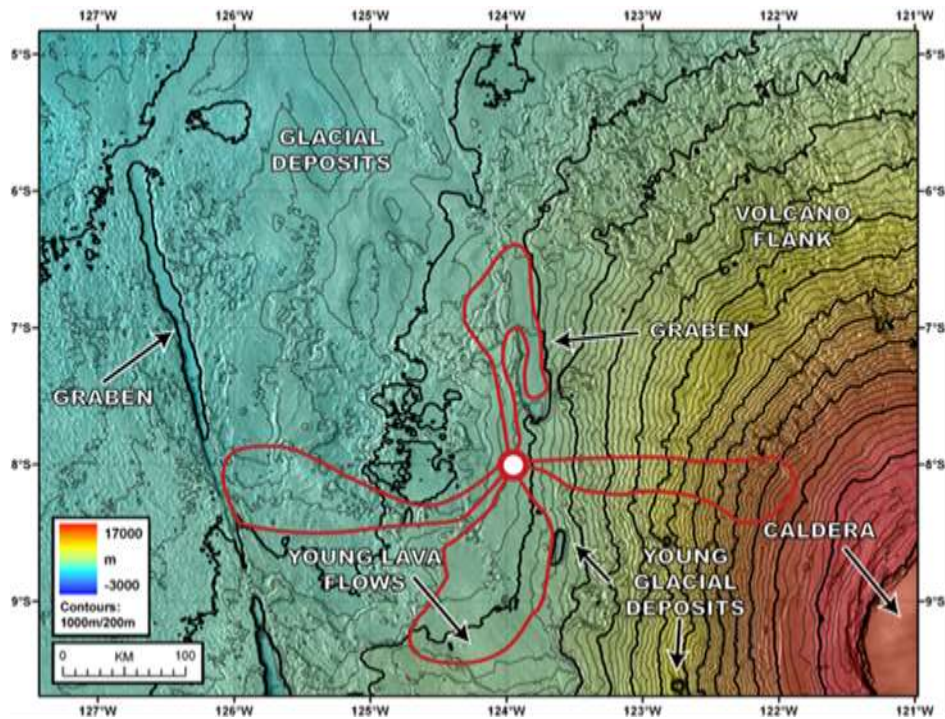 127°W 126°W 125°W 124°W 123°W 122°W 121°W
5°S 5°S
GLACIAL
DEPOSITS
6°S 6°S
VOLCANO
FLANK
7°S 7°S
GRABEN
GRABEN
8°S 8°S
17000
m
-3000
Contours:
1000m/200m
YOUNG LAVA
FLOWS
YOUNG
GLACIAL
DEPOSITS
CALDERA
9°S 9°S
0 KM 100
127°W 126°W 125°W 124°W 123°W 122°W 121°W